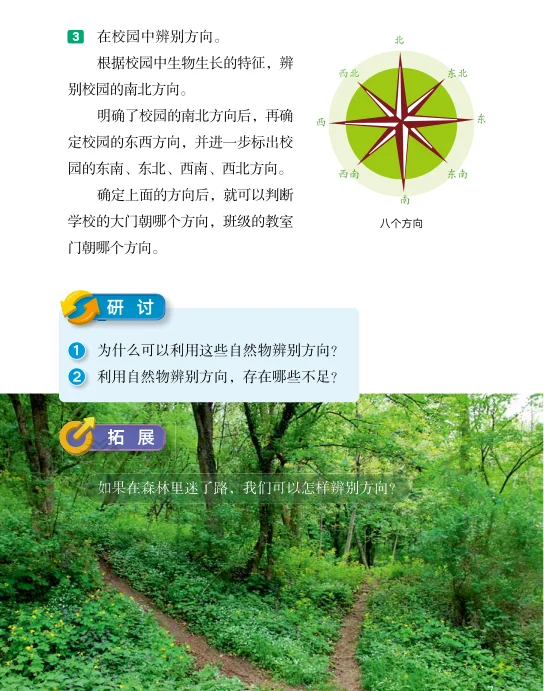 3 在校园中辨别方向。
根据校园中生物生长的特征，辨
别校园的南北方向。
明确了校园的南北方向后，再确
定校园的东西方向，并进一步标出校
园的东南、东北、西南、西北方向。
确定上面的方向后，就可以判断
学校的大门朝哪个方向，班级的教室
门朝哪个方向。
北
西北
东北
西
东
西南
东南
南
八个方向
研 讨
1 为什么可以利用这些自然物辨别方向？
2 利用自然物辨别方向，存在哪些不足？
拓 展
如果在森林里迷了路，我们可以怎样辨别方向？